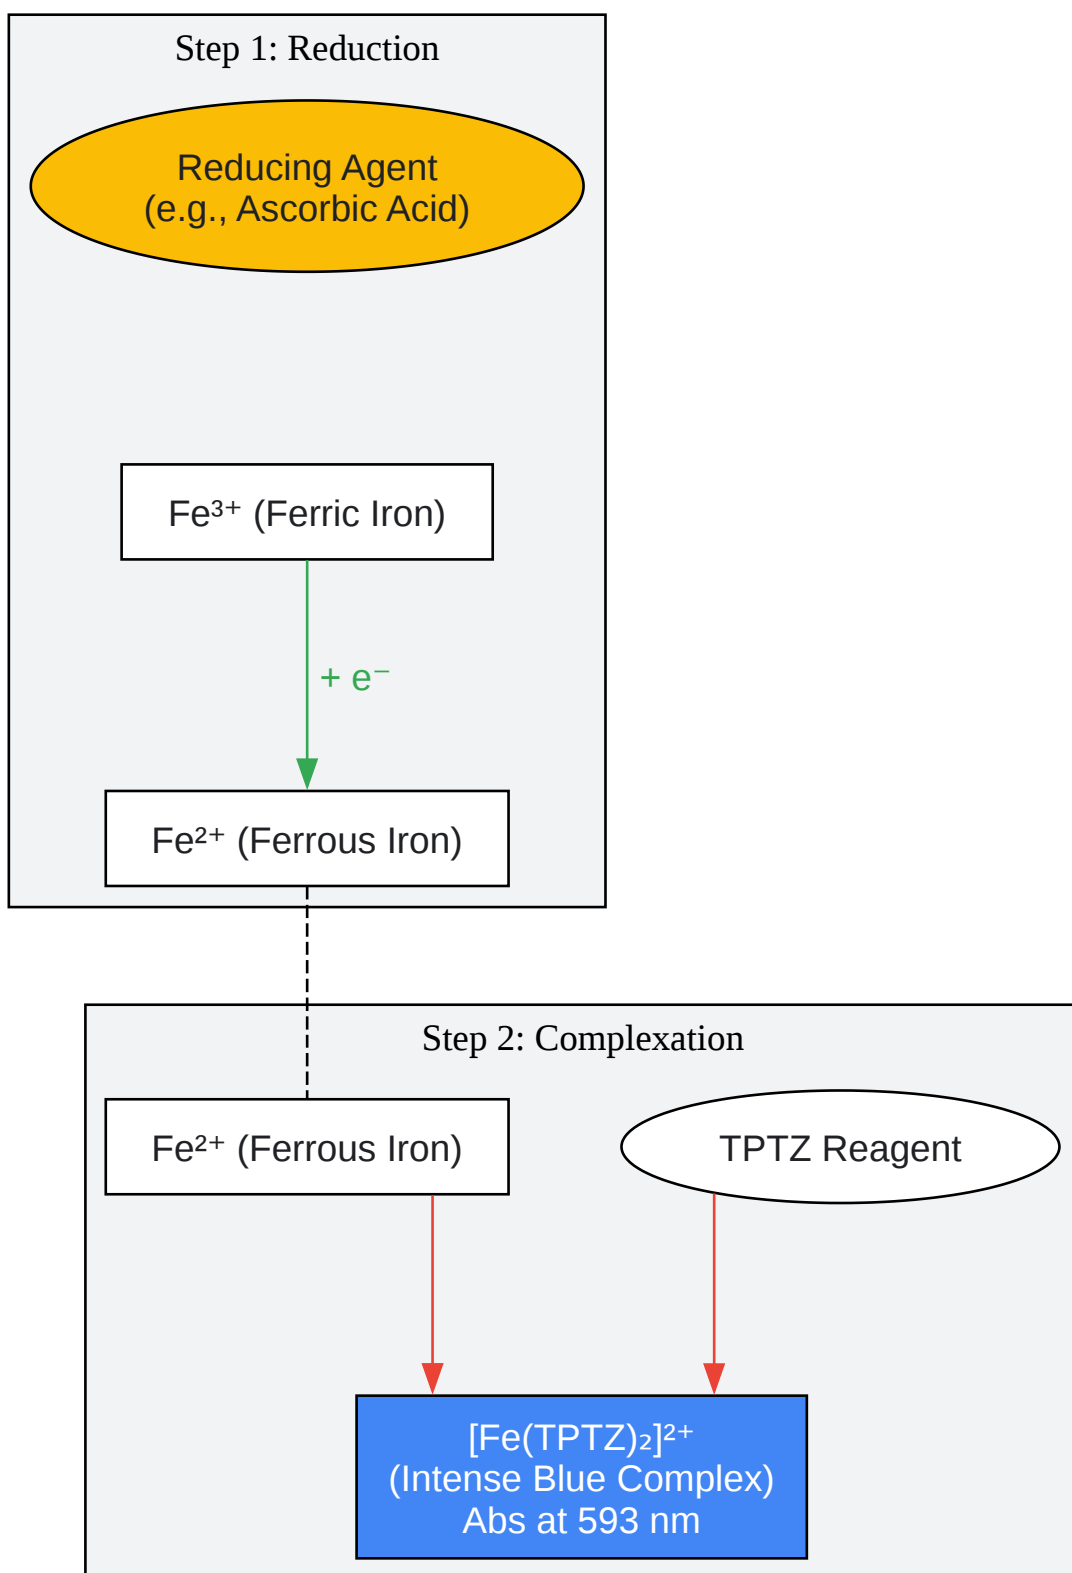 Step 1: Reduction
Reducing Agent
(e.g., Ascorbic Acid)
Fe³⁺ (Ferric Iron)
+ e⁻
Fe²⁺ (Ferrous Iron)
Step 2: Complexation
Fe²⁺ (Ferrous Iron)
TPTZ Reagent
[Fe(TPTZ)₂]²⁺
(Intense Blue Complex)
Abs at 593 nm